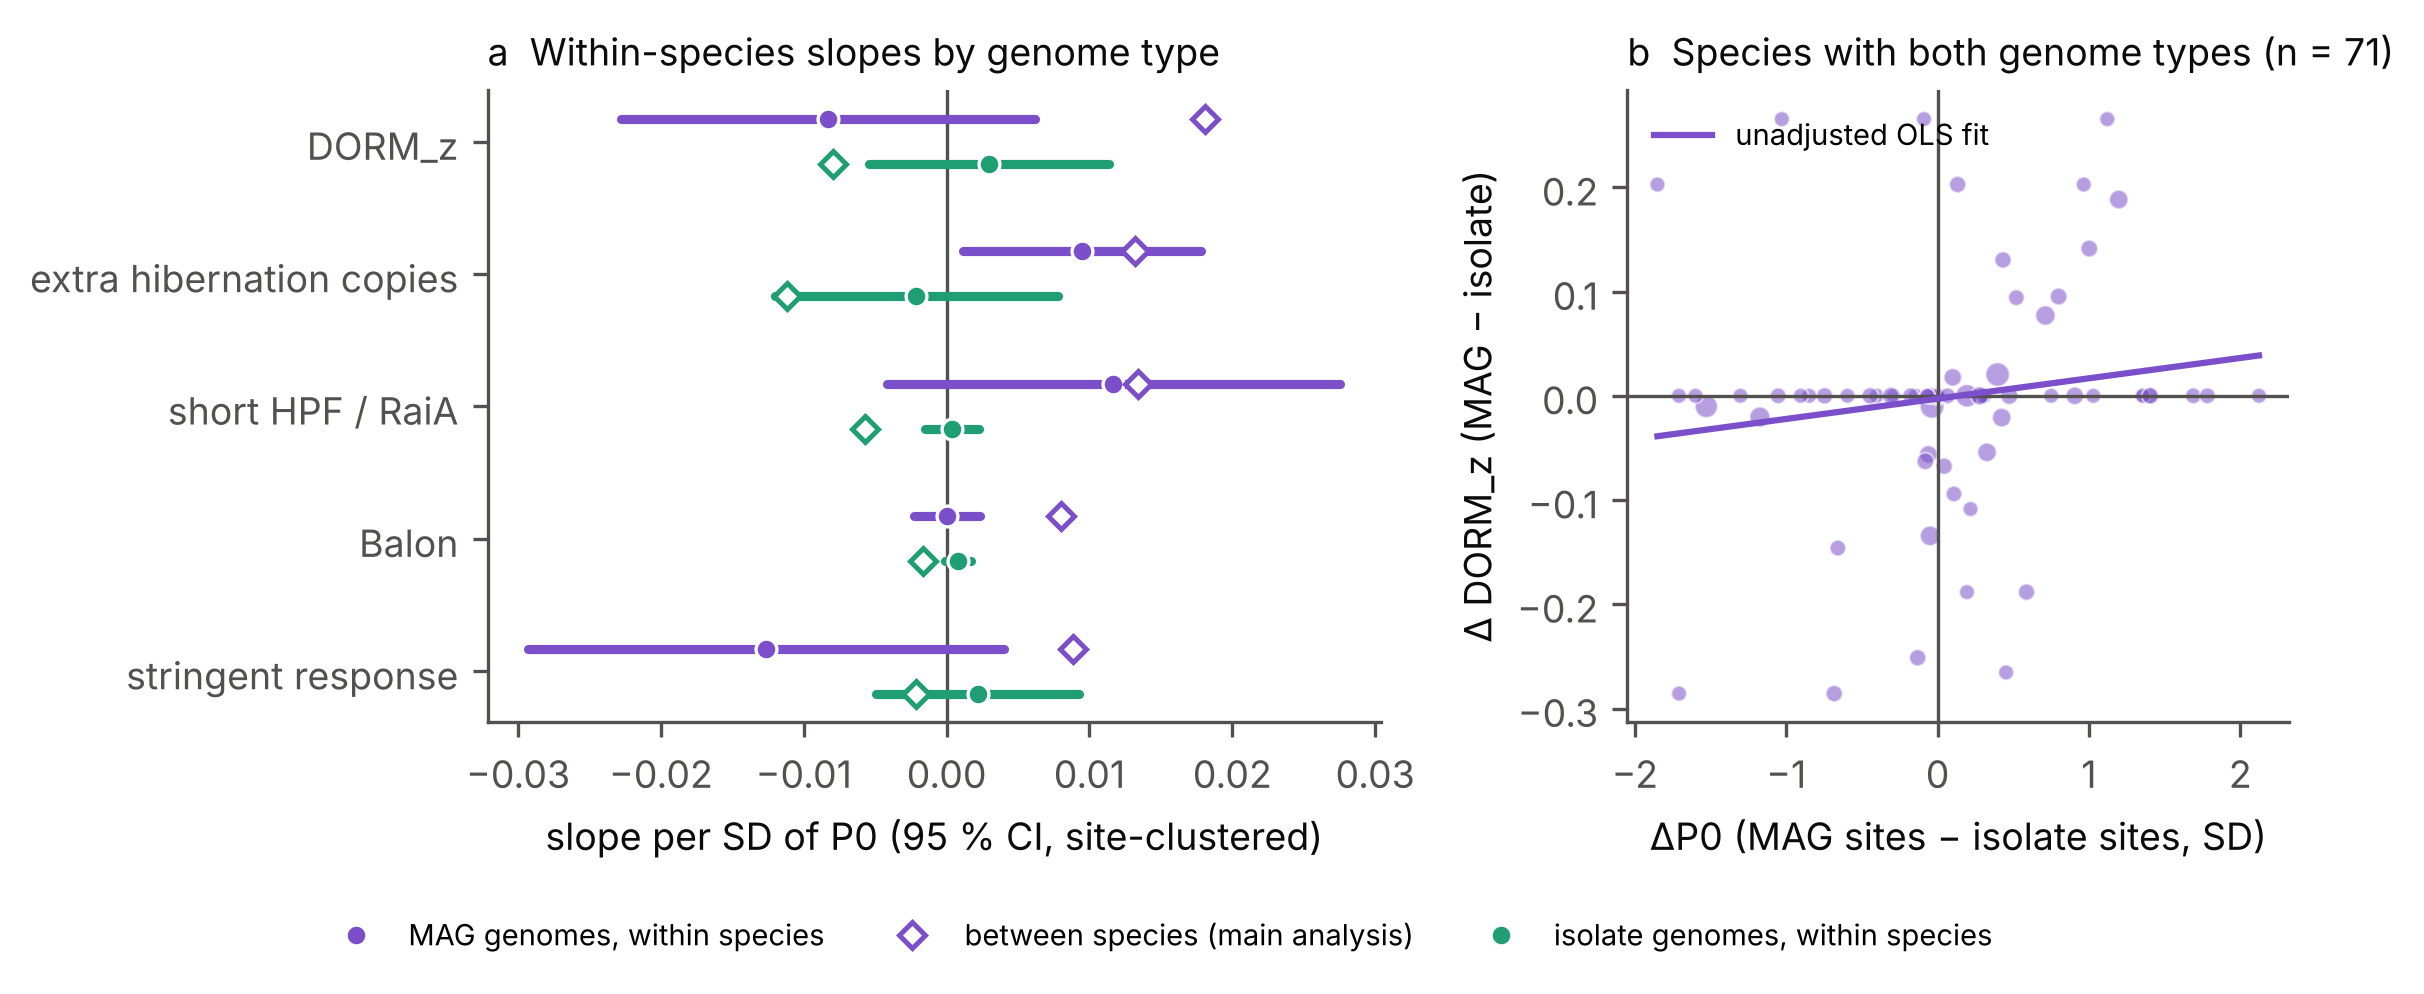 a Within-species slopes by genome type
DORM_z
extra hibernation copies
short HPF / RaiA
Balon
stringent response
−0.03 −0.02 −0.01 0.00 0.01 0.02 0.03
slope per SD of P0 (95 % CI, site-clustered)
b Species with both genome types (n = 71)
unadjusted OLS fit
Δ DORM_z (MAG − isolate)
0.2
0.1
0.0
−0.1
−0.2
−0.3
−2 −1 0 1 2
ΔP0 (MAG sites − isolate sites, SD)
MAG genomes, within species
between species (main analysis)
isolate genomes, within species